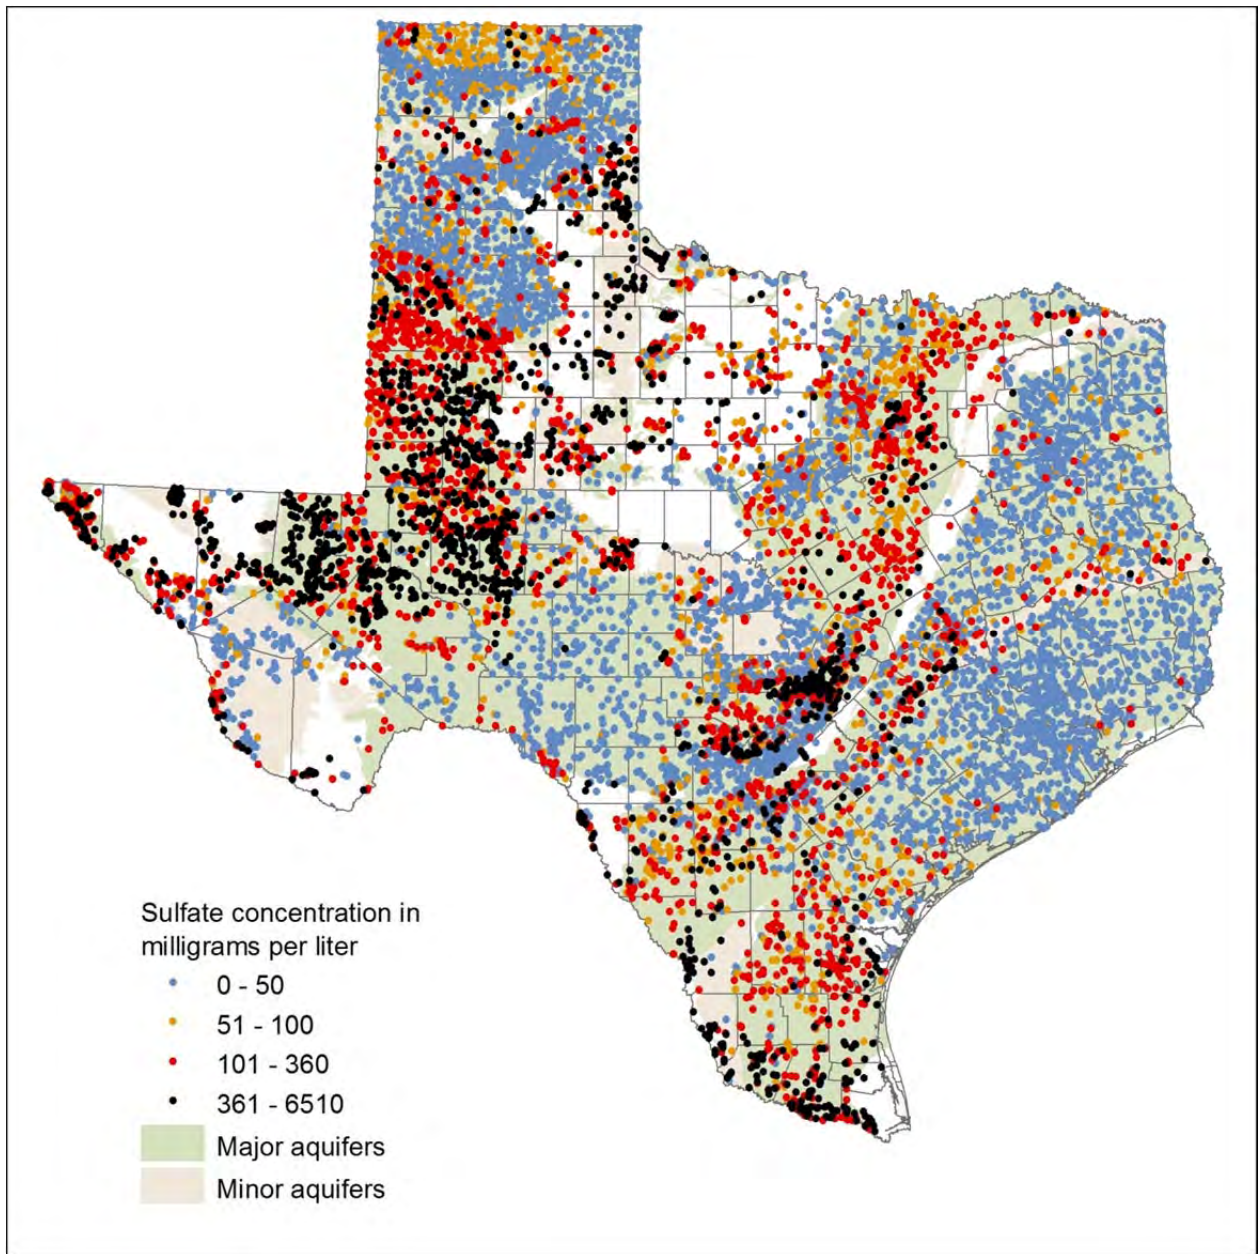 Sulfate concentration in
milligrams per liter
0 - 50
51 - 100
101 - 360
361 - 6510
Major aquifers
Minor aquifers